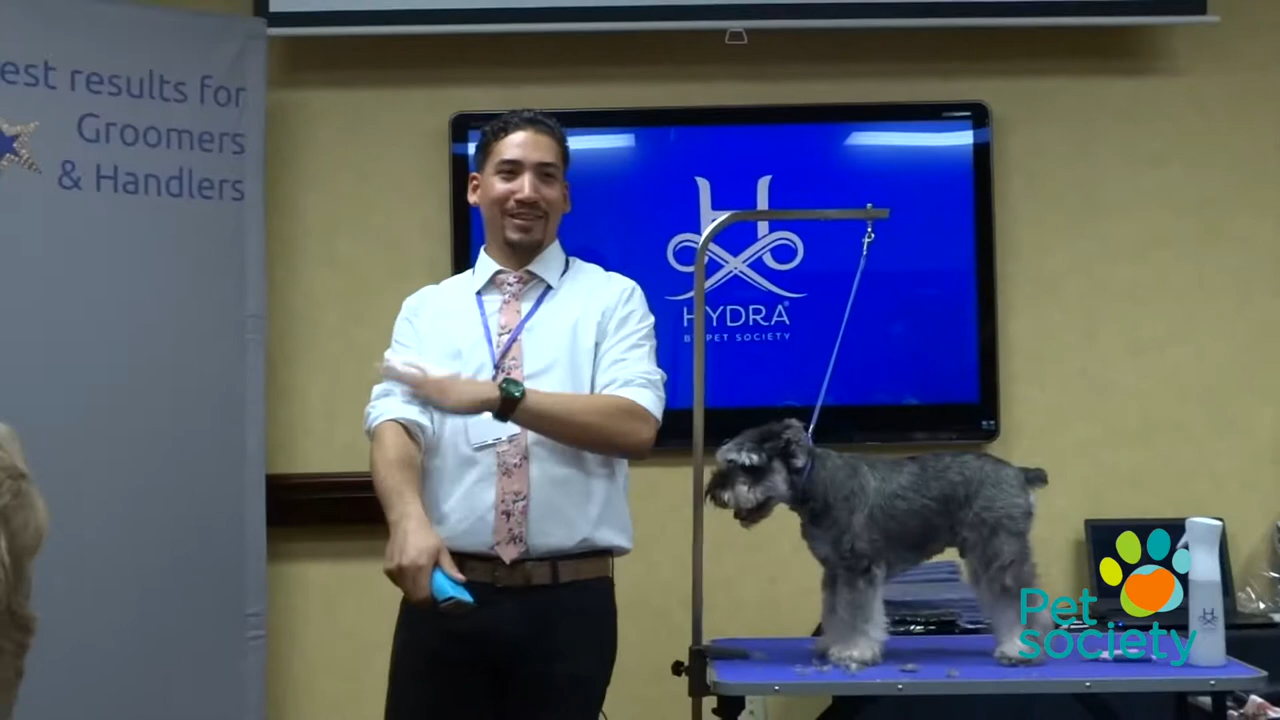 est results for
Groomers
& Handlers
HYDRA®
BY PET SOCIETY
Pet
society
H